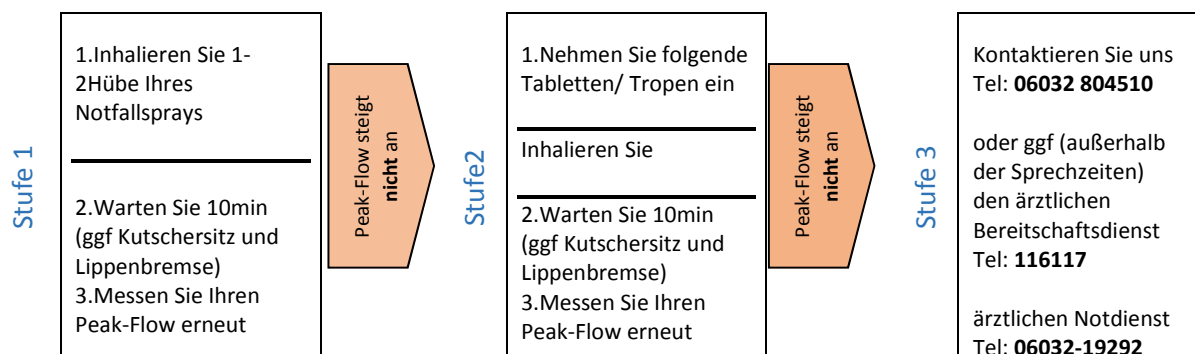 Stufe 1
1.Inhalieren Sie 1-
2Hübe Ihres
Notfallsprays
2.Warten Sie 10min
(ggf Kutschersitz und
Lippenbremse)
3.Messen Sie Ihren
Peak-Flow erneut
Peak-Flow steigt
nicht an
Stufe2
1.Nehmen Sie folgende
Tabletten/ Tropen ein
Inhalieren Sie
2.Warten Sie 10min
(ggf Kutschersitz und
Lippenbremse)
3.Messen Sie Ihren
Peak-Flow erneut
Peak-Flow steigt
nicht an
Stufe 3
Kontaktieren Sie uns
Tel: 06032 804510
oder ggf (außerhalb
der Sprechzeiten)
den ärztlichen
Bereitschaftsdienst
Tel: 116117
ärztlichen Notdienst
Tel: 06032-19292